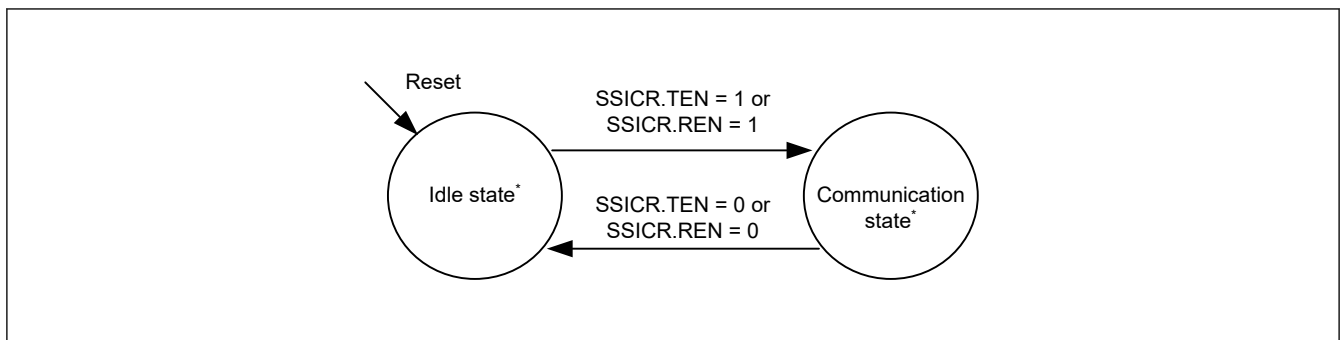 Reset
SSICR.TEN = 1 or
SSICR.REN = 1
Idle state*
Communication
state*
SSICR.TEN = 0 or
SSICR.REN = 0